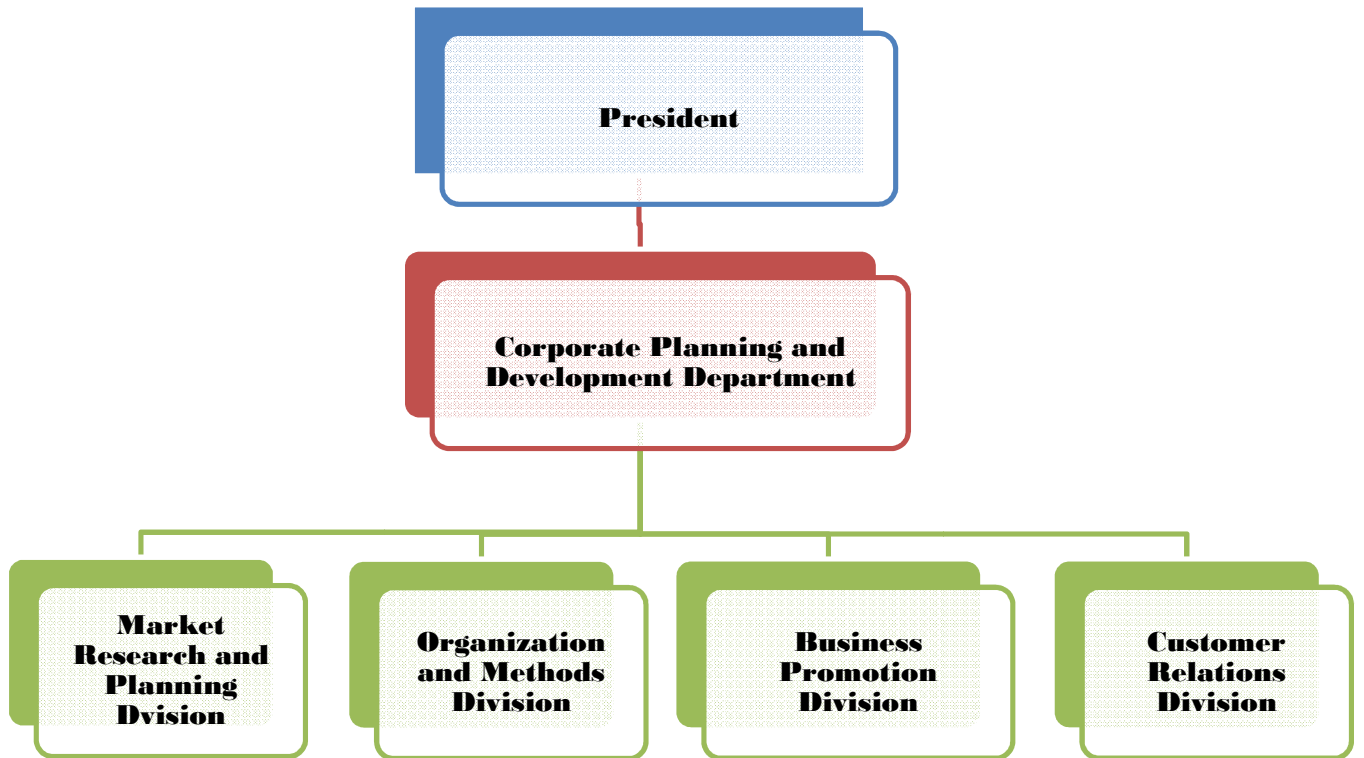 President
Corporate Planning and
Development Department
Market
Research and
Planning
Dvision
Organization
and Methods
Division
Business
Promotion
Division
Customer
Relations
Division